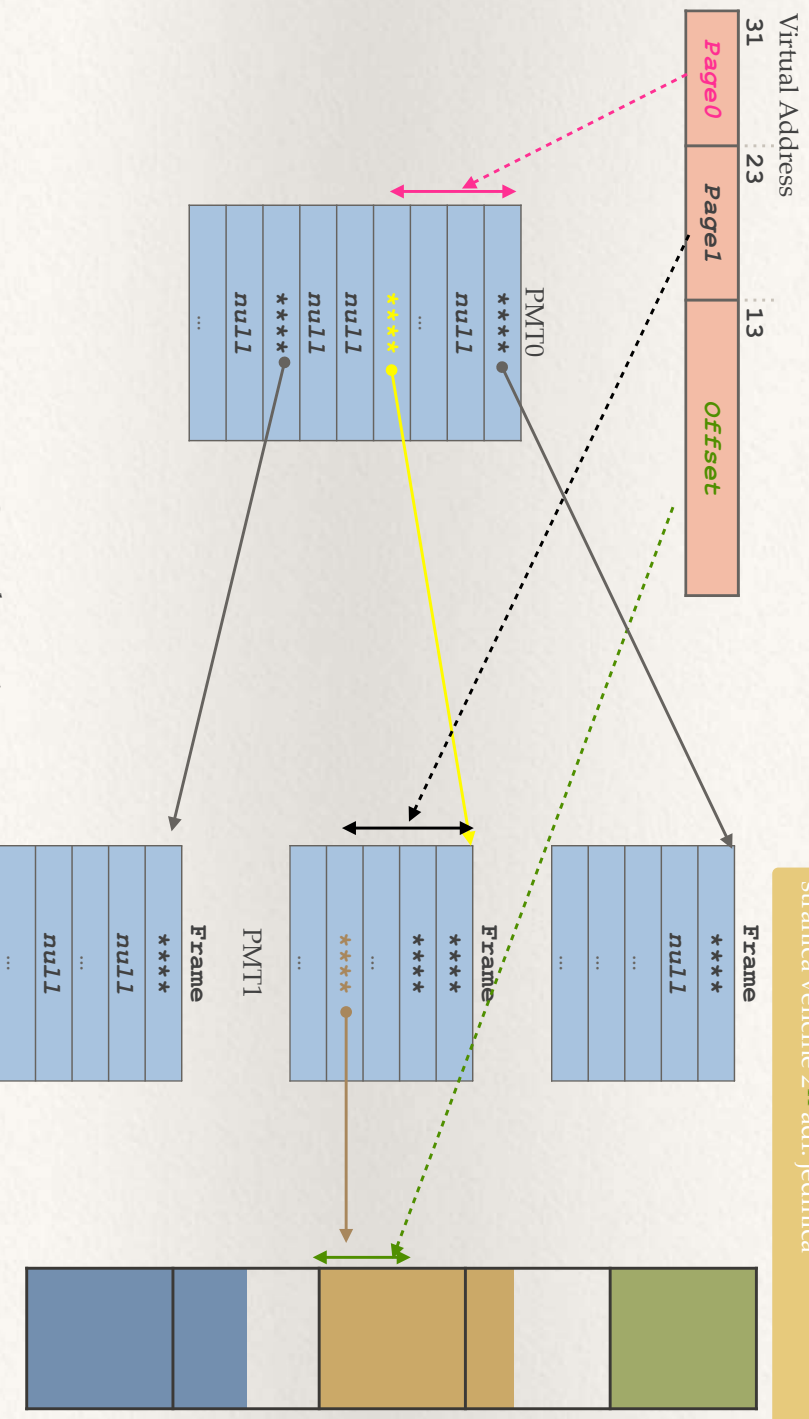 Virtual Address
31 23 13
Page0 Page1 Offset
PMT0
****
null
...
****
null
null
****
null
...
Frame
****
null
...
...
...
Frame
****
****
...
****
...
PMT1
Frame
****
null
...
null
...